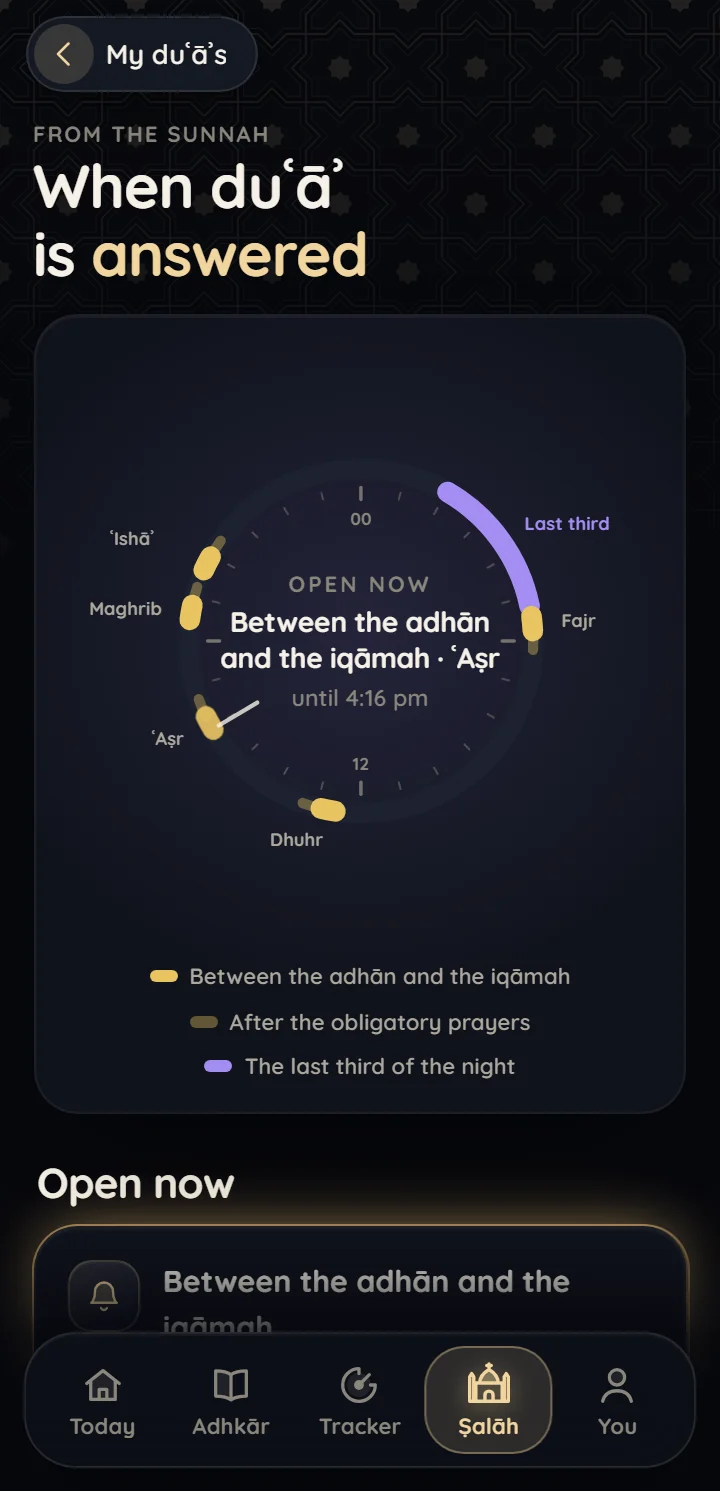 My duʿāʾs
FROM THE SUNNAH
When duʿāʾ
is answered
00
Last third
ʿIshāʾ
Maghrib
Fajr
OPEN NOW
Between the adhān
and the iqāmah · ʿAṣr
until 4:16 pm
ʿAṣr
12
Dhuhr
Between the adhān and the iqāmah
After the obligatory prayers
The last third of the night
Open now
Between the adhān and the
iqāmah
Today
Adhkār
Tracker
Ṣalāh
You